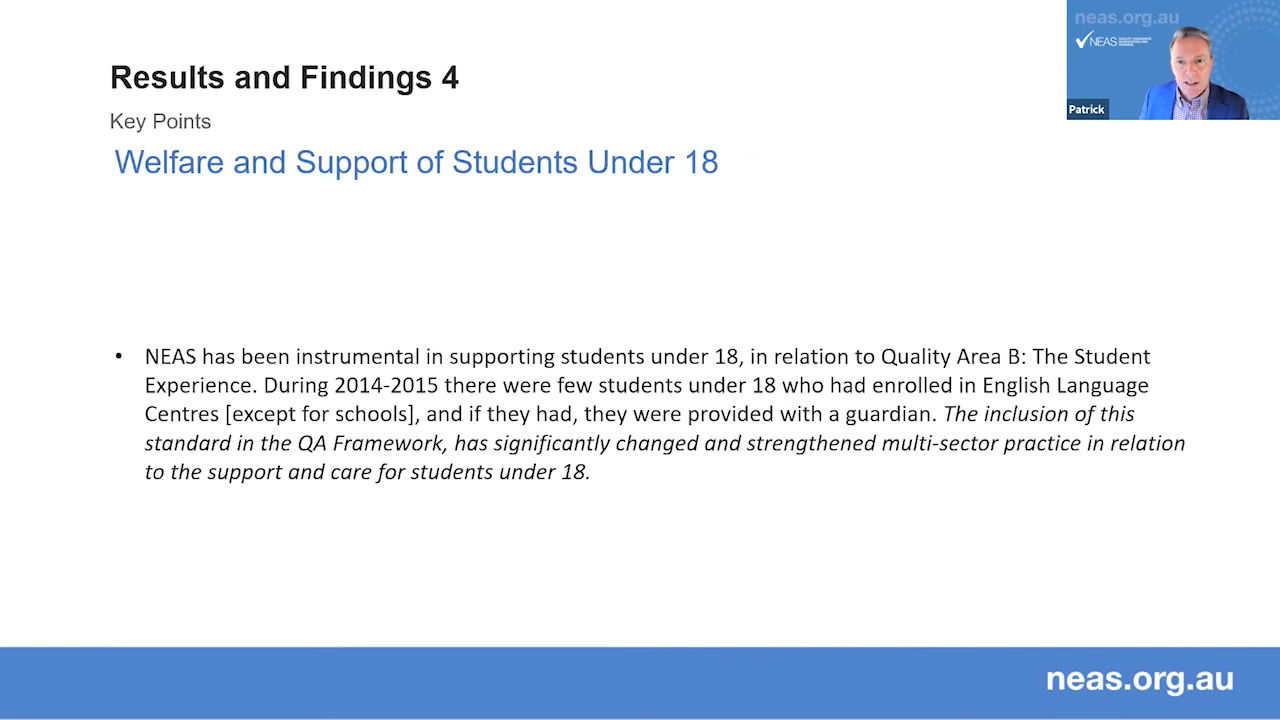 neas.org.au
NEAS
Patrick
Results and Findings 4
Key Points
Welfare and Support of Students Under 18
• NEAS has been instrumental in supporting students under 18, in relation to Quality Area B: The Student
Experience. During 2014-2015 there were few students under 18 who had enrolled in English Language
Centres [except for schools], and if they had, they were provided with a guardian. The inclusion of this
standard in the QA Framework, has significantly changed and strengthened multi-sector practice in relation
to the support and care for students under 18.
neas.org.au